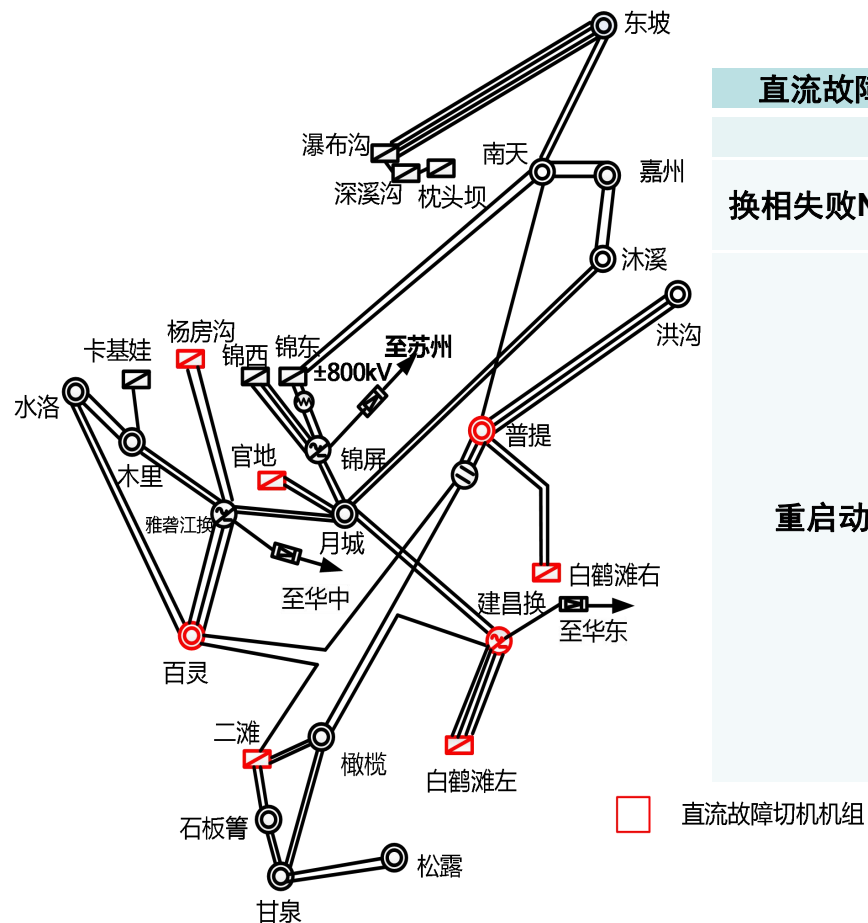 东坡
直流故障
瀑布沟
南天
嘉州
深溪沟
枕头坝
换相失败N
沐溪
洪沟
杨房沟
卡基娃
锦西
锦东
至苏州
±800kV
水洛
木里
官地
锦屏
普提
雅砻江换
月城
重启动
至华中
建昌换
白鹤滩右
至华东
百灵
二滩
橄榄
白鹤滩左
石板箐
直流故障切机机组
松露
甘泉